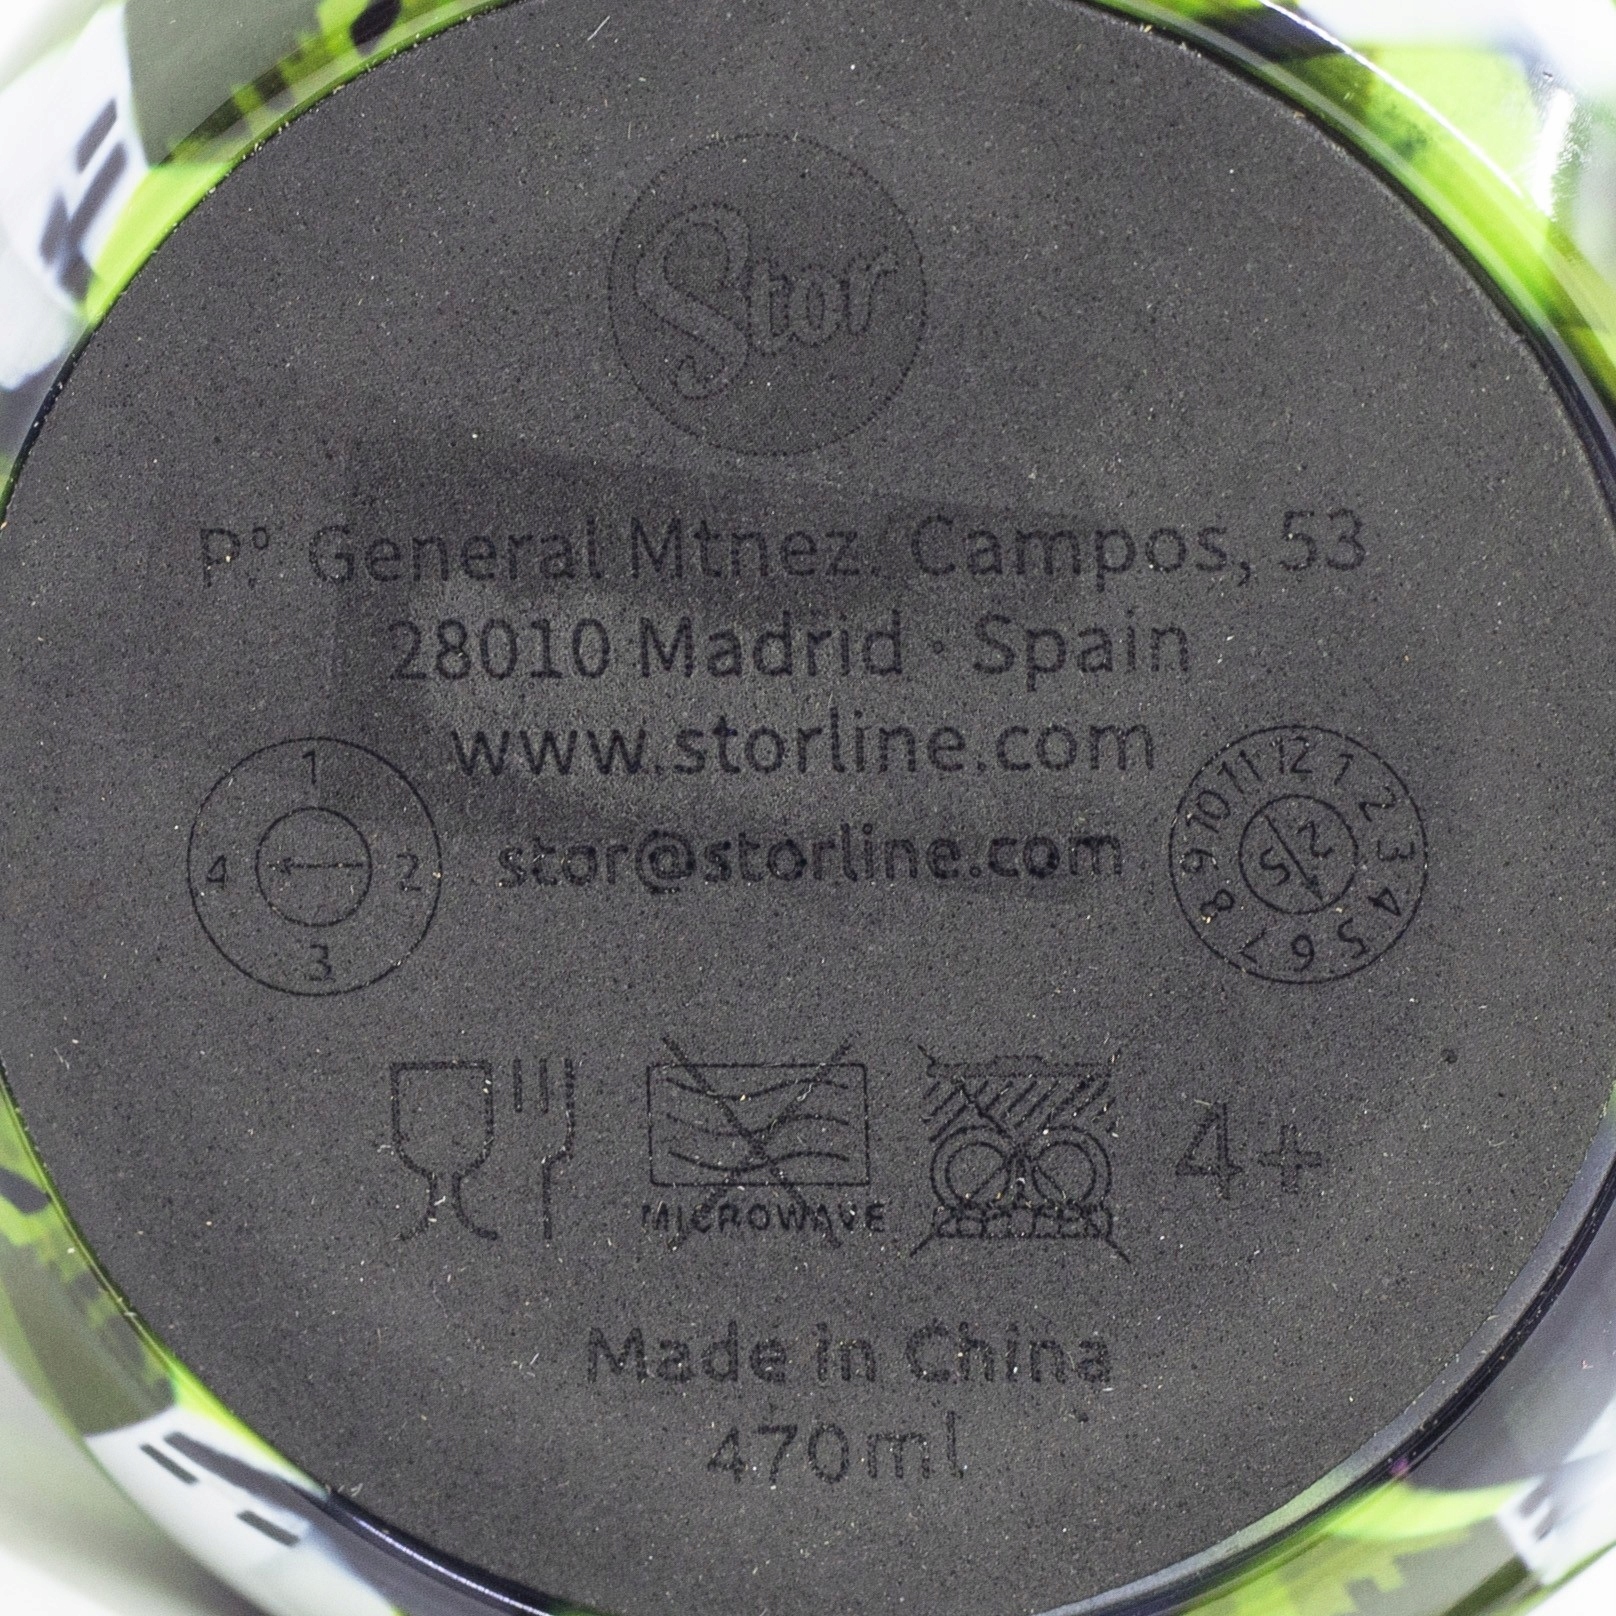 Stor
P.º General Mtnez. Campos, 53
28010 Madrid · Spain
www.storline.com
stor@storline.com
1
4 2
3
12 1 2 3 4 5 6 7 8 9 10 11
2
MICROWAVE
4+
Made in China
470ml